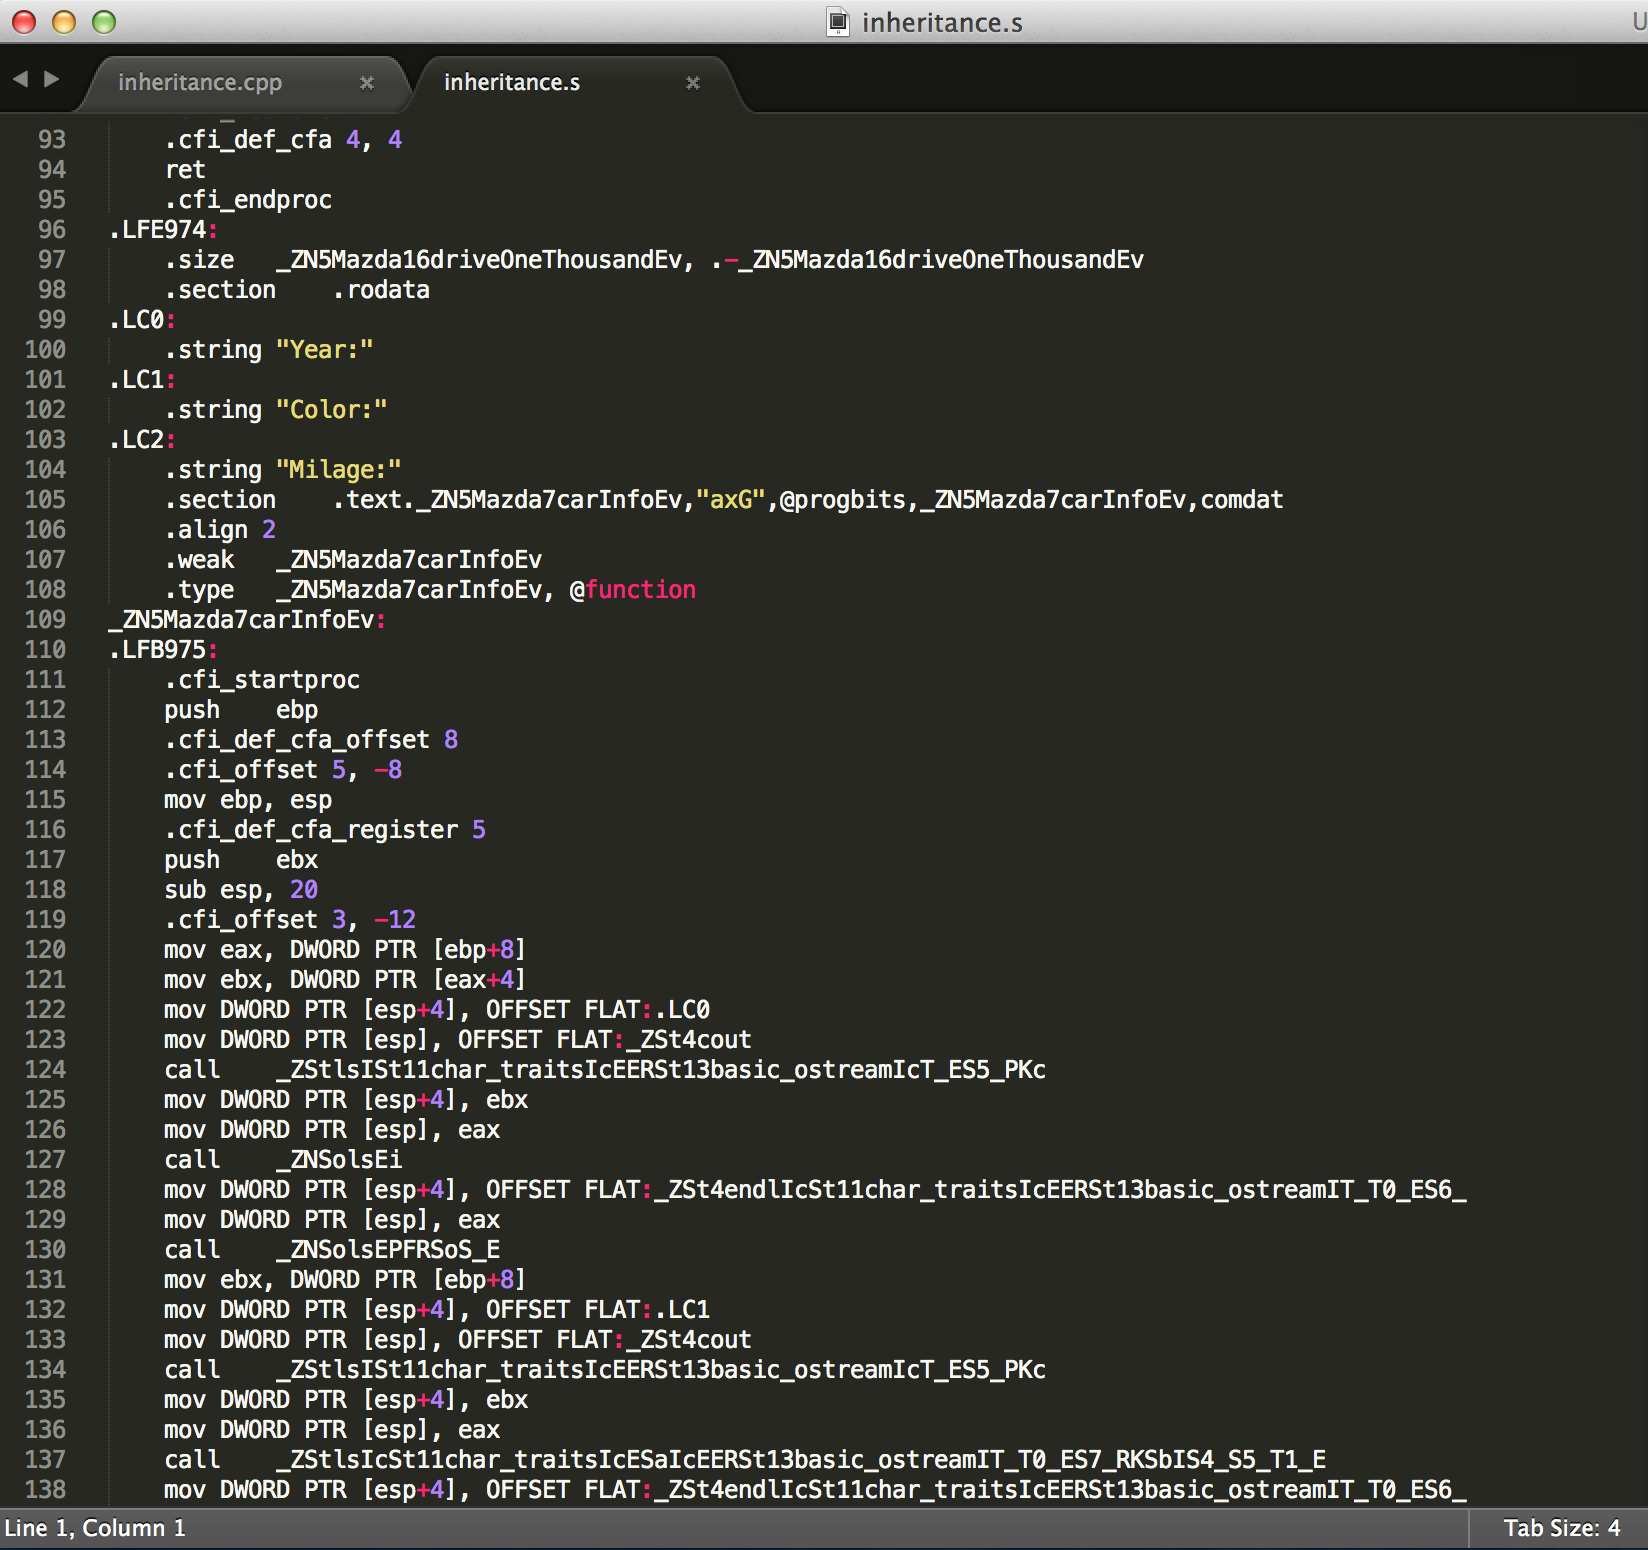 inheritance.s
U
inheritance.cpp
inheritance.s
93 .cfi_def_cfa 4, 4
94 ret
95 .cfi_endproc
96 .LFE974:
97 .size _ZN5Mazda16driveOneThousandEv, .-_ZN5Mazda16driveOneThousandEv
98 .section .rodata
99 .LC0:
100 .string "Year:"
101 .LC1:
102 .string "Color:"
103 .LC2:
104 .string "Milage:"
105 .section .text._ZN5Mazda7carInfoEv,"axG",@progbits,_ZN5Mazda7carInfoEv,comdat
106 .align 2
107 .weak _ZN5Mazda7carInfoEv
108 .type _ZN5Mazda7carInfoEv, @function
109 _ZN5Mazda7carInfoEv:
110 .LFB975:
111 .cfi_startproc
112 push ebp
113 .cfi_def_cfa_offset 8
114 .cfi_offset 5, -8
115 mov ebp, esp
116 .cfi_def_cfa_register 5
117 push ebx
118 sub esp, 20
119 .cfi_offset 3, -12
120 mov eax, DWORD PTR [ebp+8]
121 mov ebx, DWORD PTR [eax+4]
122 mov DWORD PTR [esp+4], OFFSET FLAT:.LC0
123 mov DWORD PTR [esp], OFFSET FLAT:_ZSt4cout
124 call _ZStlsISt11char_traitsIcEERSt13basic_ostreamIcT_ES5_PKc
125 mov DWORD PTR [esp+4], ebx
126 mov DWORD PTR [esp], eax
127 call _ZNSolsEi
128 mov DWORD PTR [esp+4], OFFSET FLAT:_ZSt4endlIcSt11char_traitsIcEERSt13basic_ostreamIT_T0_ES6_
129 mov DWORD PTR [esp], eax
130 call _ZNSolsEPFRSoS_E
131 mov ebx, DWORD PTR [ebp+8]
132 mov DWORD PTR [esp+4], OFFSET FLAT:.LC1
133 mov DWORD PTR [esp], OFFSET FLAT:_ZSt4cout
134 call _ZStlsISt11char_traitsIcEERSt13basic_ostreamIcT_ES5_PKc
135 mov DWORD PTR [esp+4], ebx
136 mov DWORD PTR [esp], eax
137 call _ZStlsIcSt11char_traitsIcESaIcEERSt13basic_ostreamIT_T0_ES7_RKSbIS4_S5_T1_E
138 mov DWORD PTR [esp+4], OFFSET FLAT:_ZSt4endlIcSt11char_traitsIcEERSt13basic_ostreamIT_T0_ES6_
Line 1, Column 1
Tab Size: 4